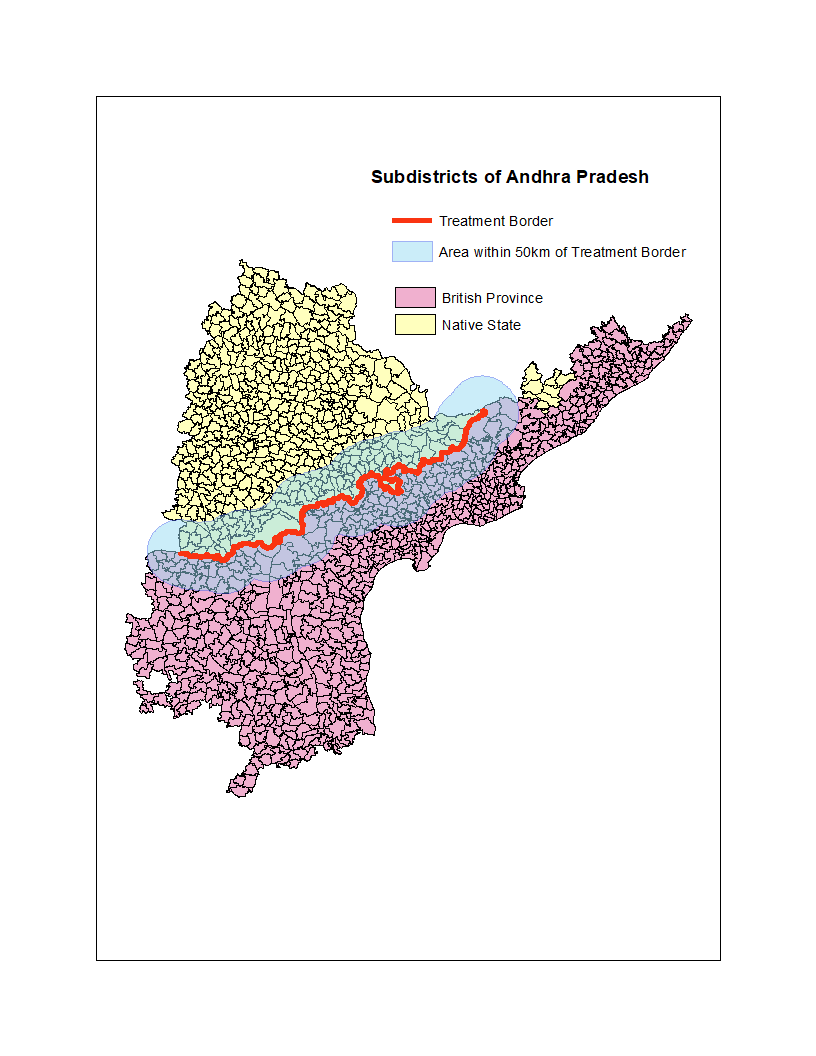 Subdistricts of Andhra Pradesh
Treatment Border
Area within 50km of Treatment Border
British Province
Native State